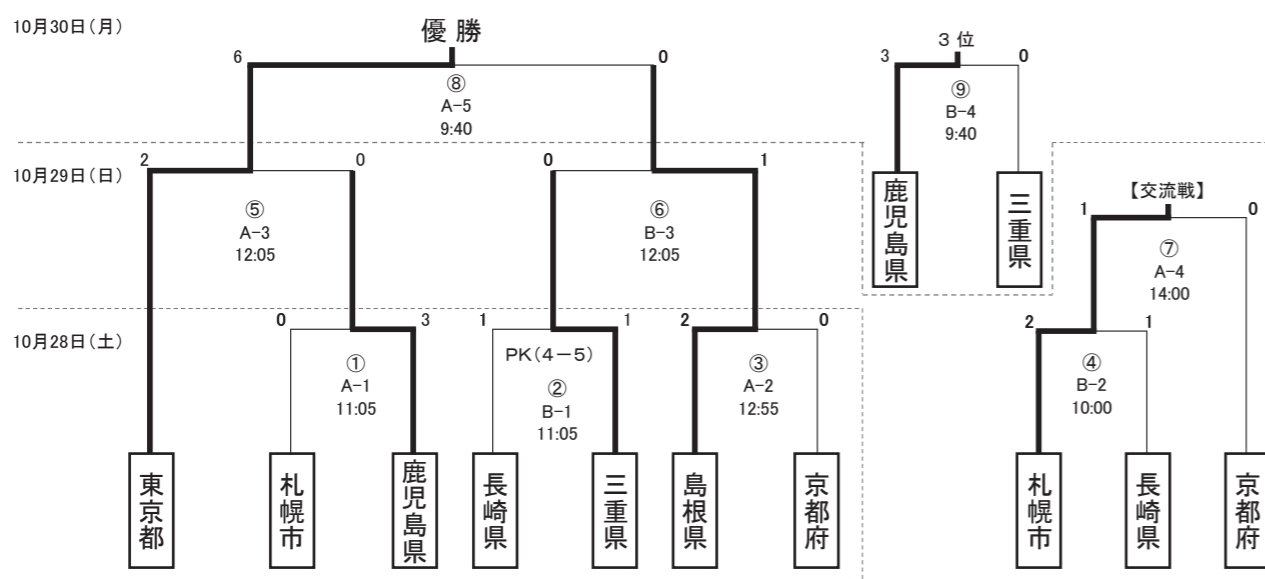 10月30日（月）
優 勝
3 位
6
0
3
0
⑧
A-5
9:40
⑨
B-4
9:40
10月29日（日）
2
0
0
1
鹿児島県
三重県
【交流戦】
1
0
⑤
A-3
12:05
⑥
B-3
12:05
⑦
A-4
14:00
10月28日（土）
0
3
1
1
2
0
2
1
PK（4－5）
①
A-1
11:05
②
B-1
11:05
③
A-2
12:55
④
B-2
10:00
東京都
札幌市
鹿児島県
長崎県
三重県
島根県
京都府
札幌市
長崎県
京都府